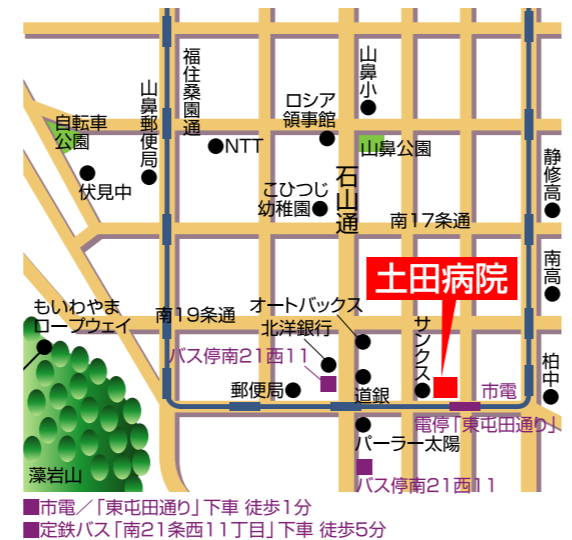 福住桑園通
山鼻小
山鼻郵便局
ロシア
領事館
自転車
公園
NTT
山鼻公園
静修高
伏見中
石山通
こひつじ
幼稚園
南17条通
南高
土田病院
もいわやま
ロープウェイ
南19条通
オートバックス
北洋銀行
サンクス
バス停南21西11
柏中
郵便局
道銀
市電
電停「東屯田通り」
パーラー太陽
藻岩山
バス停南21西11
■市電／「東屯田通り」下車 徒歩1分
■定鉄バス「南21条西11丁目」下車 徒歩5分